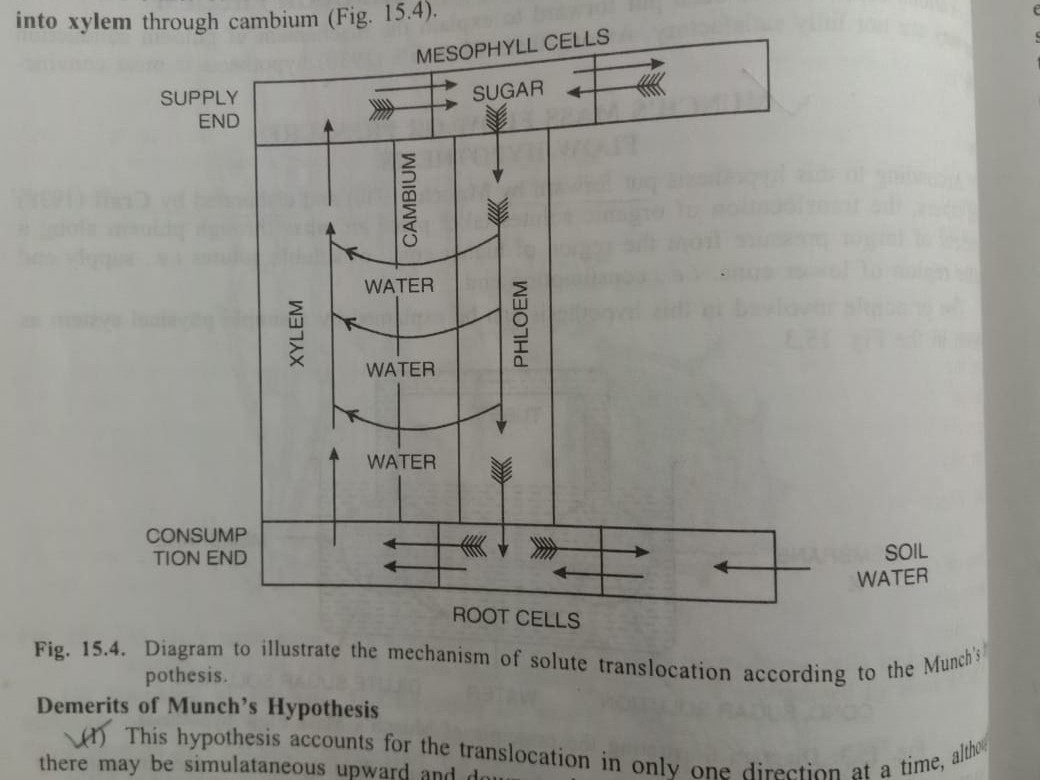 into xylem through cambium (Fig. 15.4).
MESOPHYLL CELLS
SUPPLY
END
SUGAR
CAMBIUM
WATER
XYLEM
PHLOEM
WATER
WATER
CONSUMP
TION END
SOIL
WATER
ROOT CELLS
Fig. 15.4. Diagram to illustrate the mechanism of solute translocation according to the Munch's
pothesis.
Demerits of Munch's Hypothesis
(1) This hypothesis accounts for the translocation in only one direction at a time,
there may be simulataneous upward and